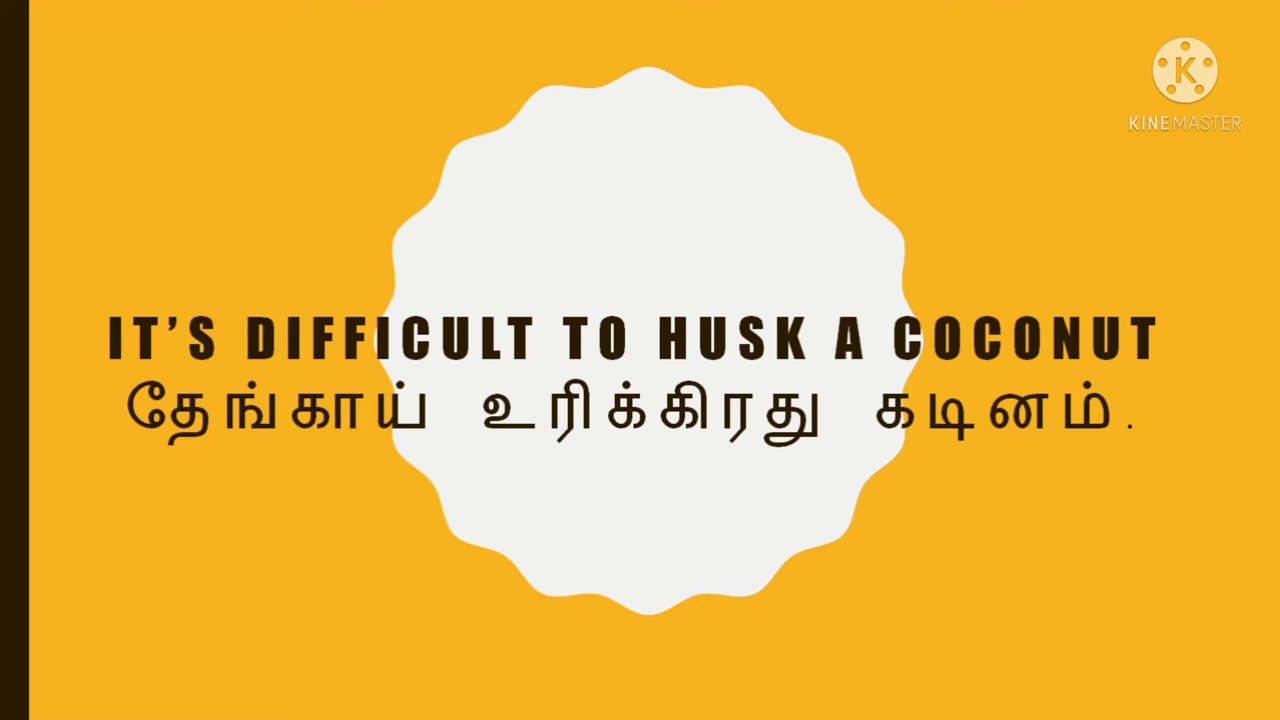 K
KINEMASTER
IT'S DIFFICULT TO HUSK A COCONUT
தேங்காய் உரிக்கிரது கடினம்.